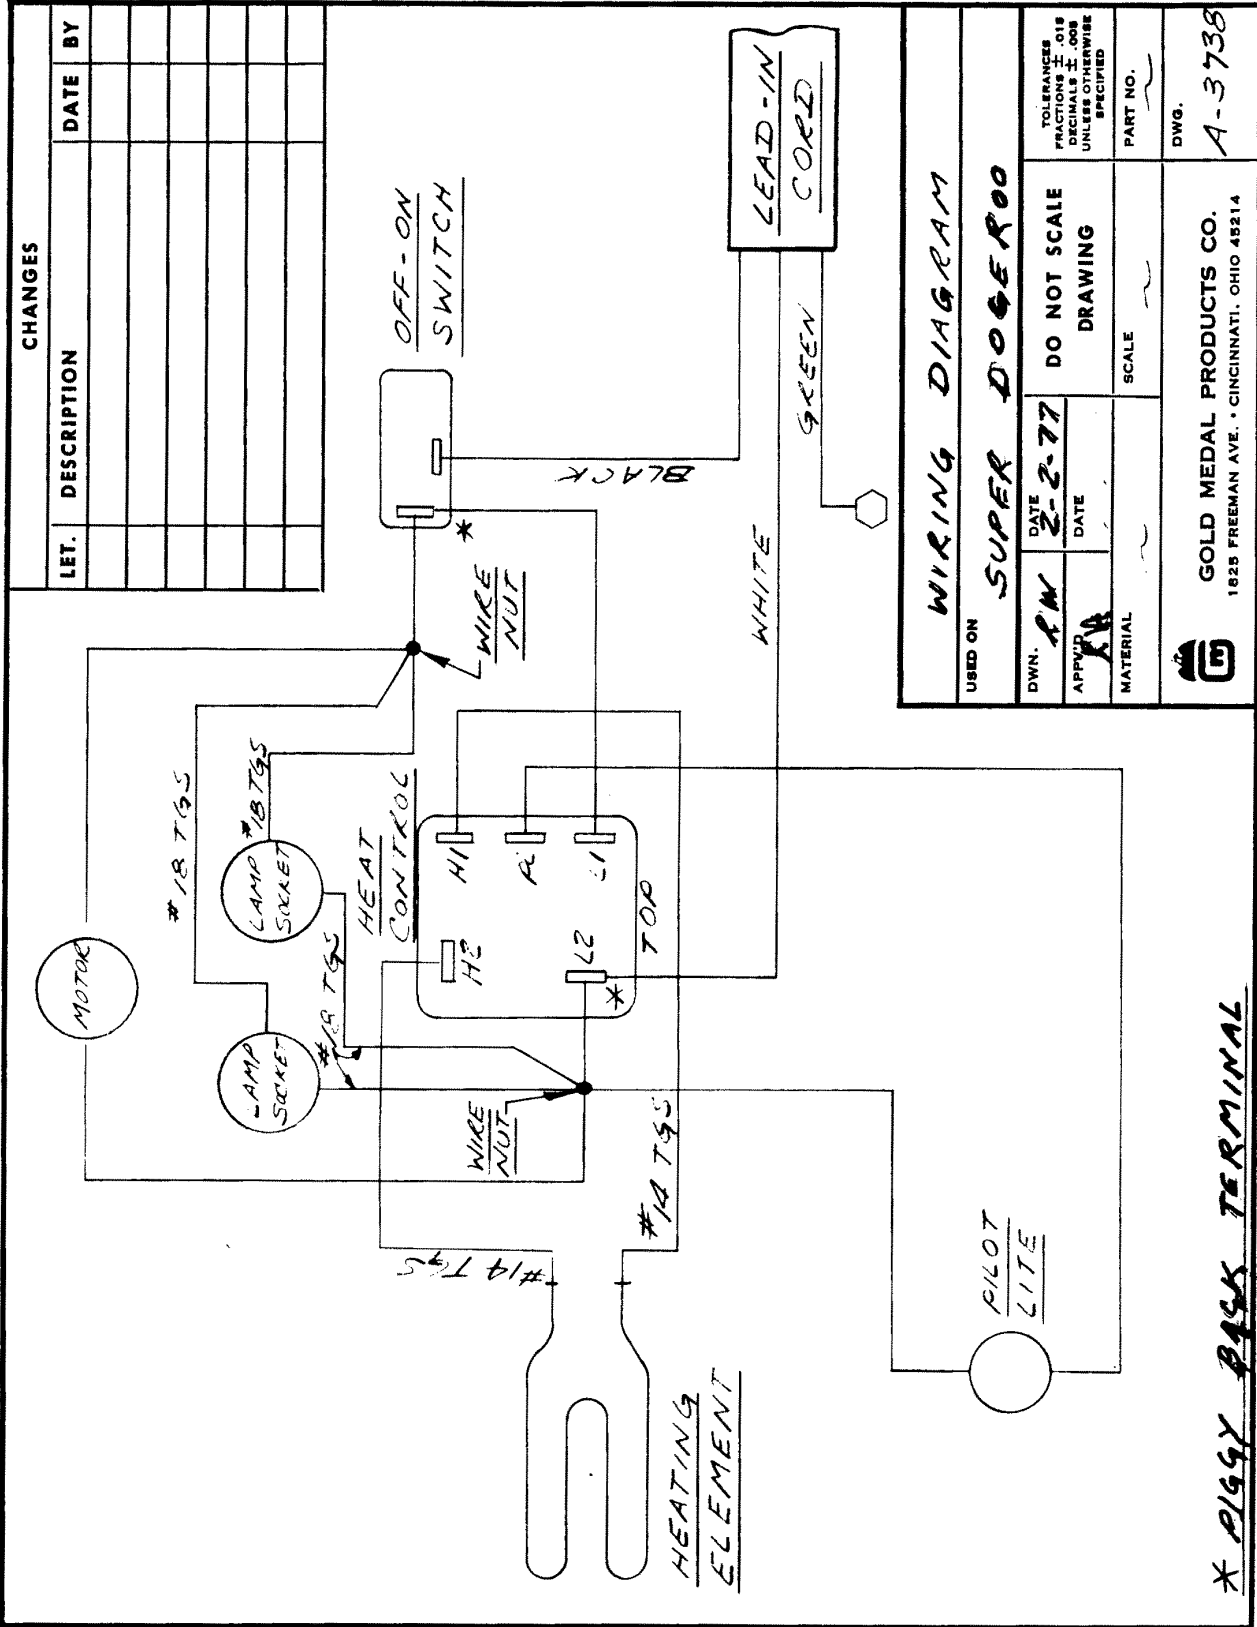 CHANGES
LET. DESCRIPTION DATE BY
MOTOR
# 18 TGS
LAMP
SOCKET
#18 TGS
LAMP
SOCKET
#18 TGS
OFF-ON
SWITCH
*
WIRE
NUT
HEAT
CONTROL
H2
H1
P
L1
L2
*
TOP
WIRE
NUT
#14 TGS
#14 TGS
HEATING
ELEMENT
BLACK
WHITE
GREEN
LEAD-IN
CORD
PILOT
LITE
* PIGGY BACK TERMINAL
WIRING DIAGRAM
USED ON
SUPER DOGEROO
DWN. RW
DATE 2-2-77
APPV'D
DATE
DO NOT SCALE
DRAWING
TOLERANCES
FRACTIONS ± .015
DECIMALS ± .005
UNLESS OTHERWISE
SPECIFIED
MATERIAL ~
SCALE ~
PART NO. ~
GOLD MEDAL PRODUCTS CO.
1825 FREEMAN AVE. • CINCINNATI, OHIO 45214
DWG.
A-3738